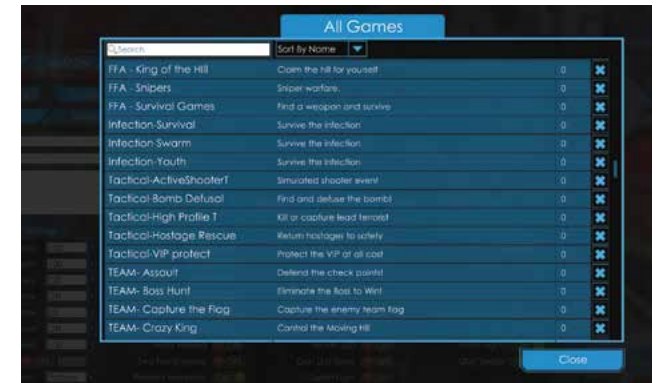 All Games
Search Sort By Name
FFA - King of the Hill Claim the hill for yourself 0
FFA - Snipers Sniper warfare. 0
FFA - Survival Games Find a weapon and survive 0
Infection-Survival Survive the infection 0
Infection-Swarm Survive the infection 0
Infection-Youth Survive the infection 0
Tactical-ActiveShooterT Simulated shooter event 0
Tactical-Bomb Defusal Find and defuse the bomb! 0
Tactical-High Profile T Kill or capture lead terrorist 0
Tactical-Hostage Rescue Return hostages to safety 0
Tactical-VIP protect Protect the VIP at all cost 0
TEAM- Assault Defend the check points! 0
TEAM- Boss Hunt Eliminate the Boss to Win! 0
TEAM- Capture the Flag Capture the enemy team flag 0
TEAM- Crazy King Control the Moving hill 0
Close